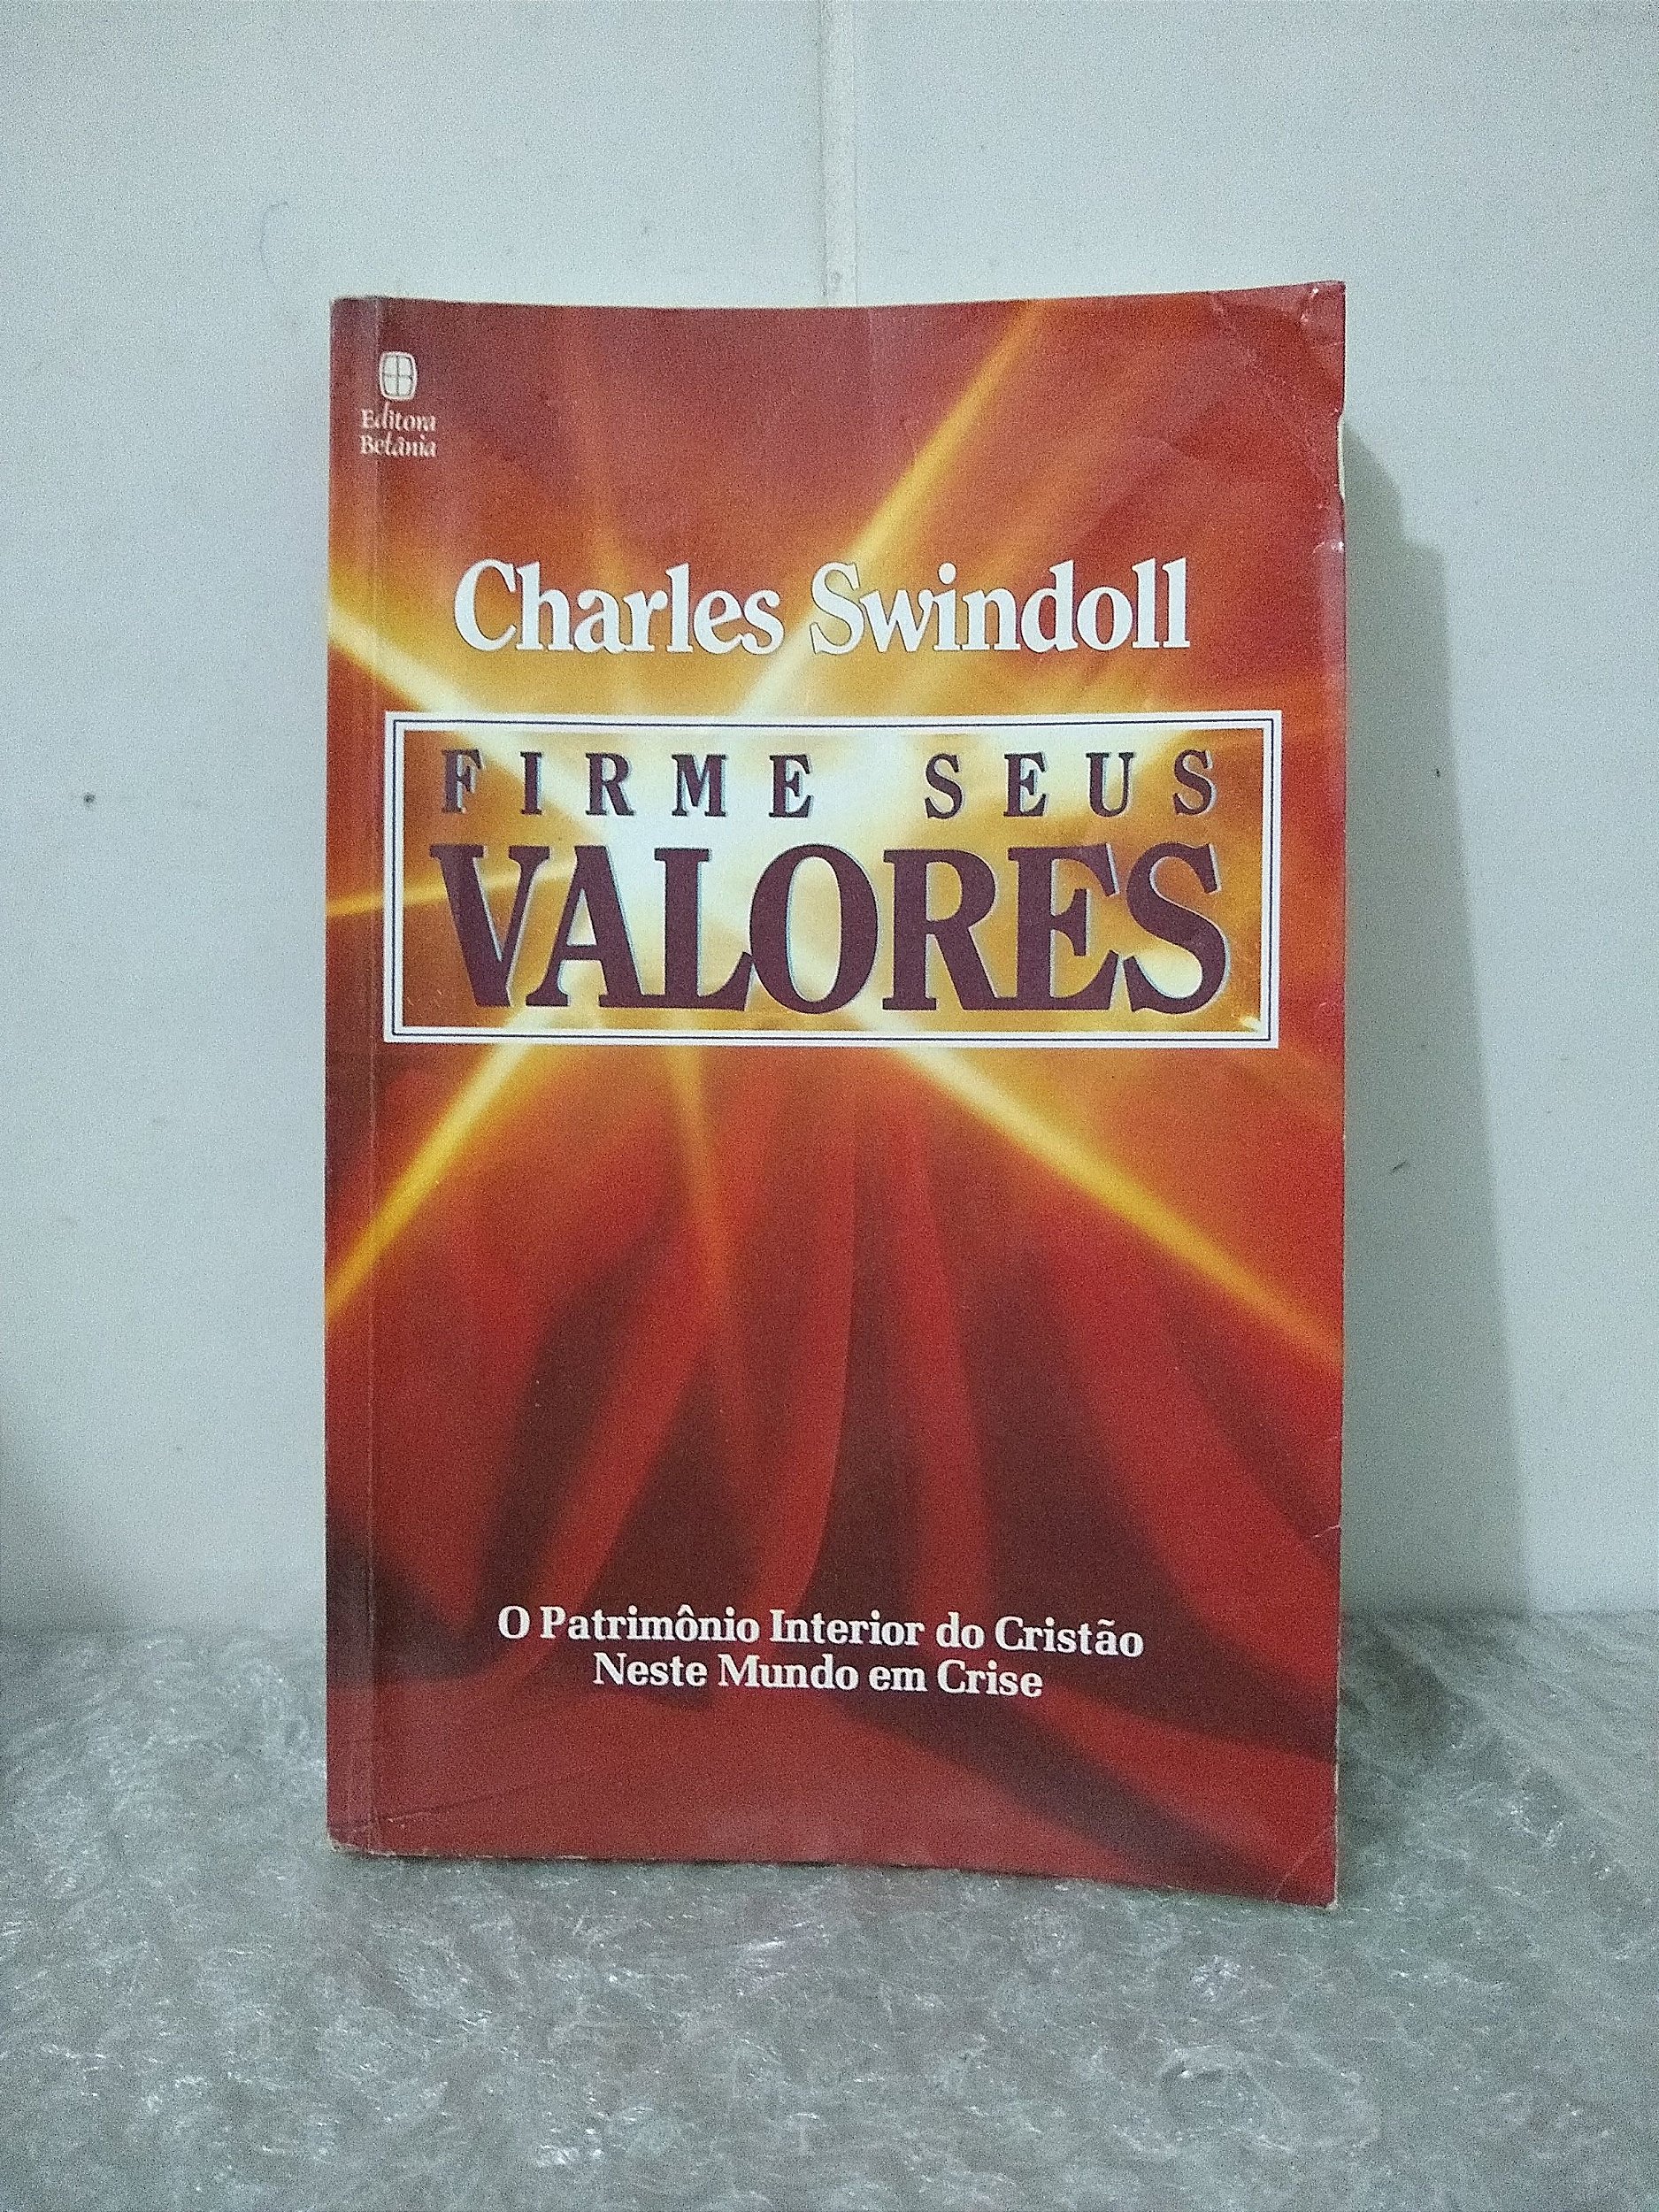 Editora
Betânia
Charles Swindoll
FIRME SEUS
VALORES
O Patrimônio Interior do Cristão
Neste Mundo em Crise